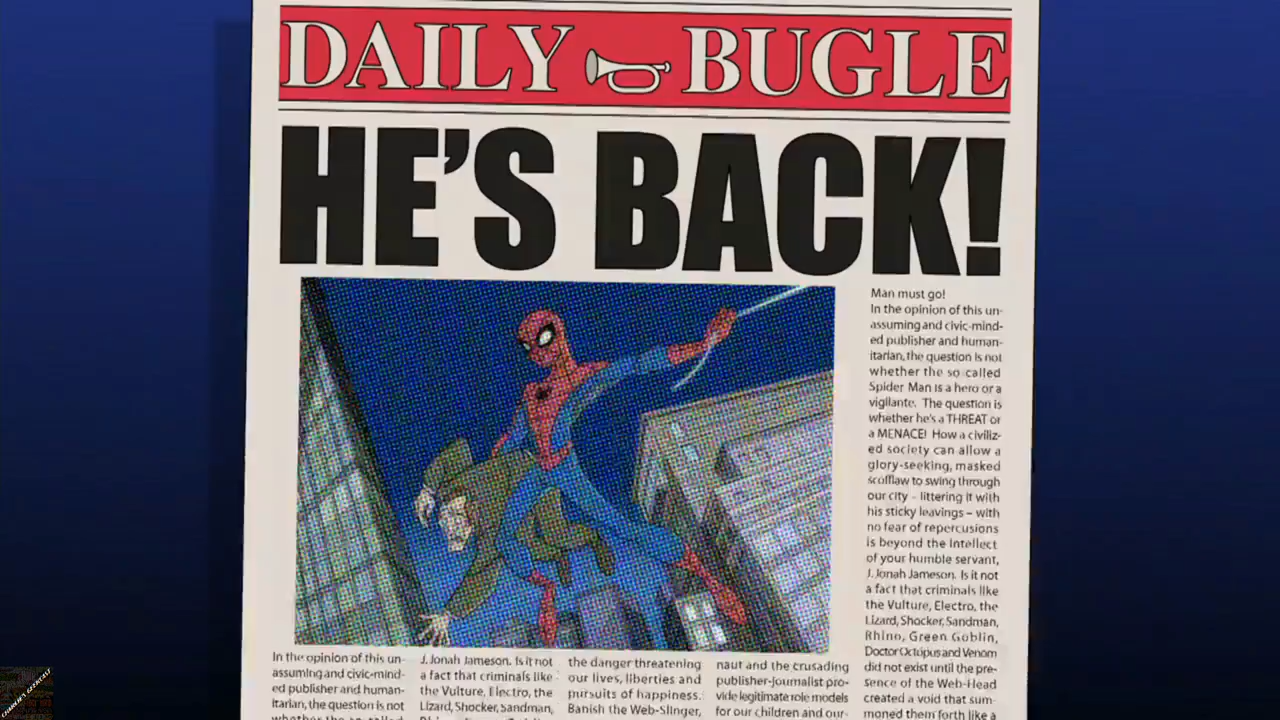 DAILY BUGLE
HE'S BACK!
Man must go!
In the opinion of this un-
assuming and civic-mind-
ed publisher and human-
itarian, the question is not
whether the so called
Spider Man is a hero or a
vigilante. The question is
whether he's a THREAT or
a MENACE! How a civiliz-
ed society can allow a
glory-seeking, masked
scofflaw to swing through
our city - littering it with
his sticky leavings – with
no fear of repercusions
is beyond the intellect
of your humble servant,
J. Jonah Jameson. Is it not
a fact that criminals like
the Vulture, Electro, the
Lizard, Shocker, Sandman,
Rhino, Green Goblin,
Doctor Octopus and Venom
did not exist until the pre-
sence of the Web-Head
created a void that sum-
moned them forth like a
In the opinion of this un-
assuming and civic-mind-
ed publisher and human-
itarian, the question is not
whether the so called
J. Jonah Jameson. Is it not
a fact that criminals like
the Vulture, Electro, the
Lizard, Shocker, Sandman,
the danger threatening
our lives, liberties and
pursuits of happiness.
Banish the Web-Slinger,
naut and the crusading
publisher-journalist pro-
vide legitimate role models
for our children and our-